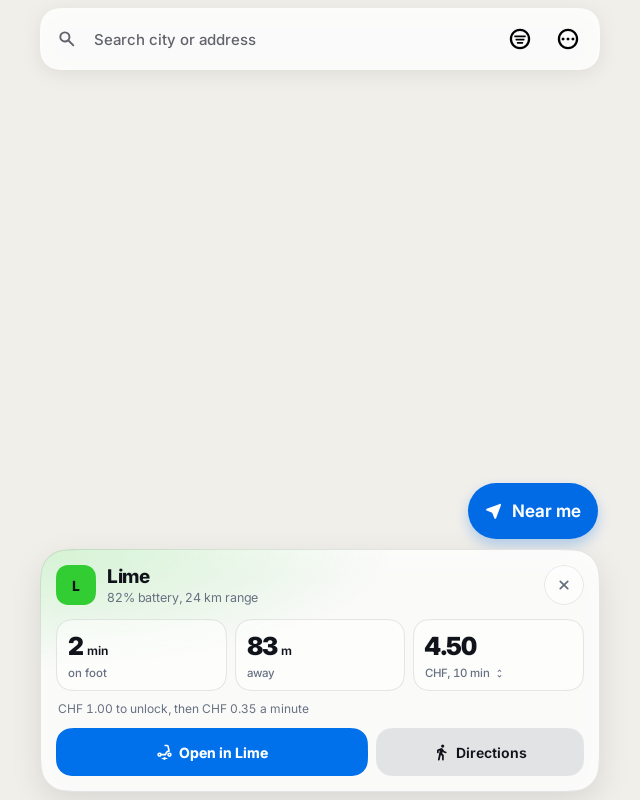 Search city or address
Near me
L
Lime
82% battery, 24 km range
2 min
on foot
83 m
away
4.50
CHF, 10 min
CHF 1.00 to unlock, then CHF 0.35 a minute
Open in Lime
Directions